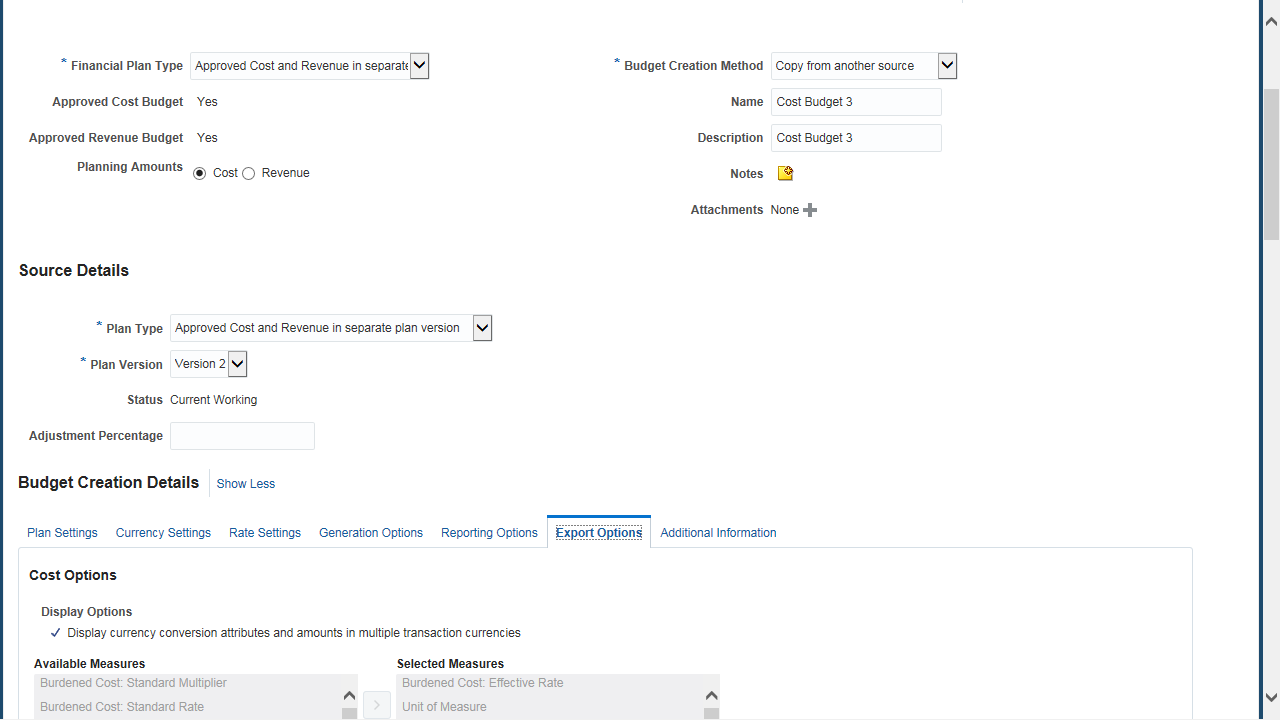 * Financial Plan Type Approved Cost and Revenue in separate
Approved Cost Budget Yes
Approved Revenue Budget Yes
Planning Amounts Cost Revenue
* Budget Creation Method Copy from another source
Name Cost Budget 3
Description Cost Budget 3
Notes
Attachments None
Source Details
* Plan Type Approved Cost and Revenue in separate plan version
* Plan Version Version 2
Status Current Working
Adjustment Percentage
Budget Creation Details Show Less
Plan Settings Currency Settings Rate Settings Generation Options Reporting Options Export Options Additional Information
Cost Options
Display Options
Display currency conversion attributes and amounts in multiple transaction currencies
Available Measures Selected Measures
Burdened Cost: Standard Multiplier Burdened Cost: Effective Rate
Burdened Cost: Standard Rate Unit of Measure